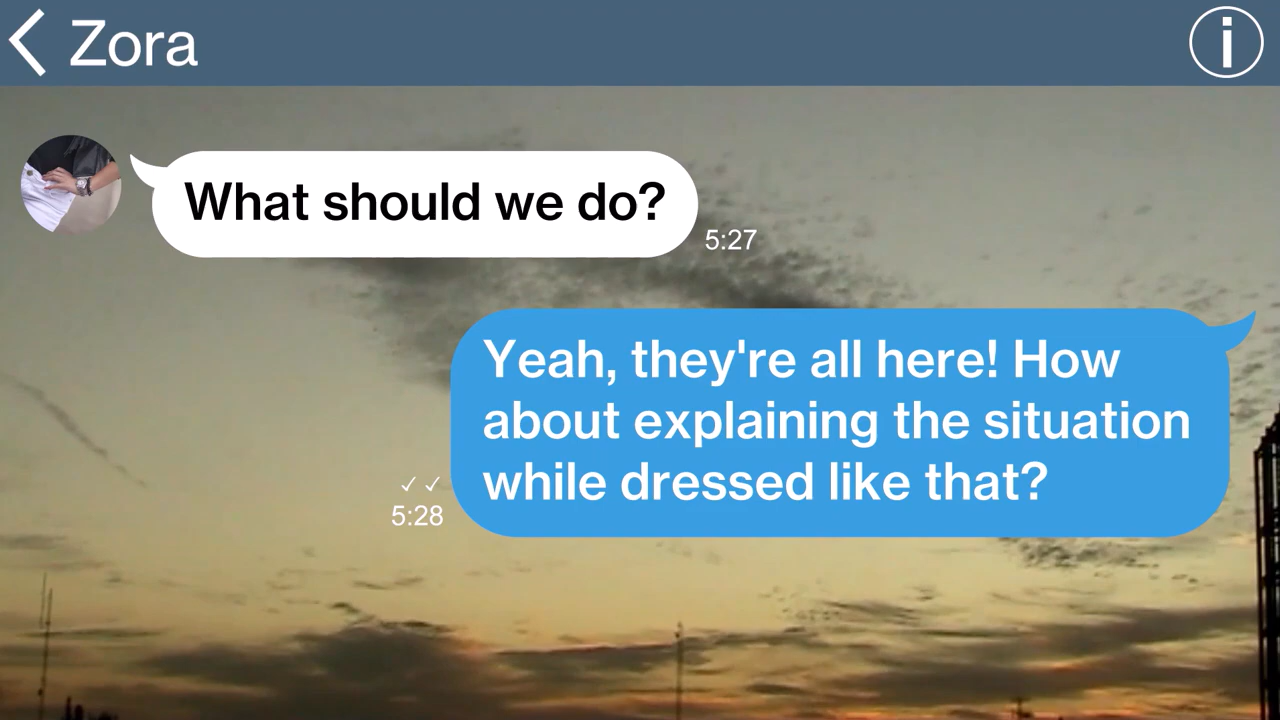 Zora
What should we do?
5:27
Yeah, they're all here! How
about explaining the situation
while dressed like that?
5:28